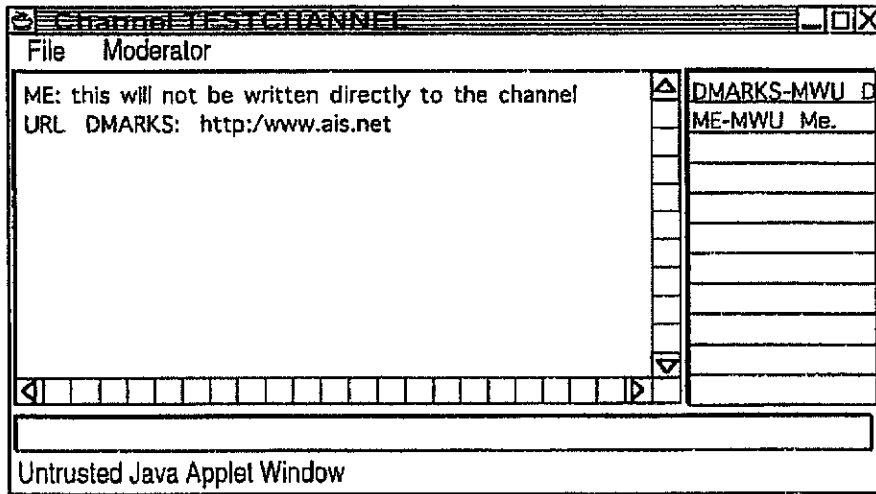 Channel TESTCHANNEL
File Moderator
ME: this will not be written directly to the channel
URL DMARKS: http:/www.ais.net
DMARKS-MWU D
ME-MWU Me.
Untrusted Java Applet Window